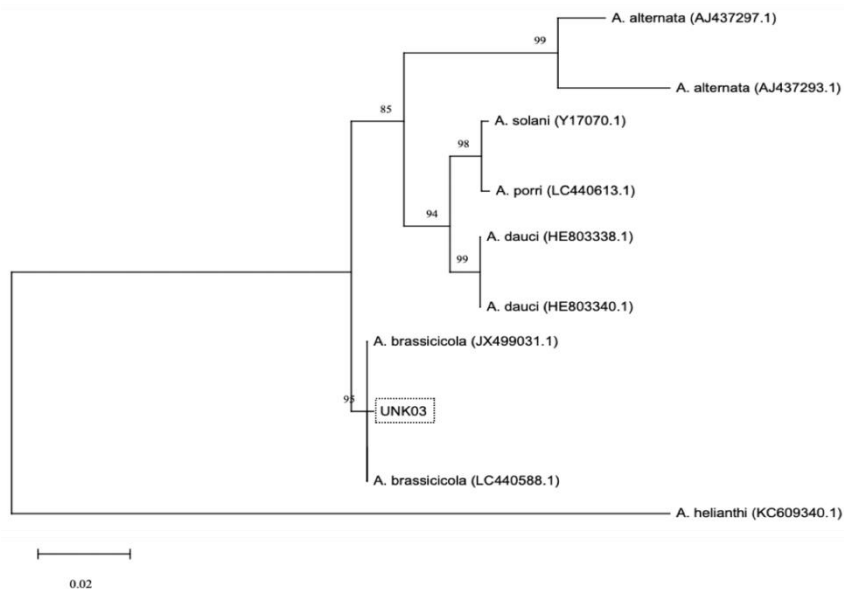 A. alternata (AJ437297.1)
99
A. alternata (AJ437293.1)
85
A. solani (Y17070.1)
98
A. porri (LC440613.1)
94
A. dauci (HE803338.1)
99
A. dauci (HE803340.1)
A. brassicicola (JX499031.1)
95
UNK03
A. brassicicola (LC440588.1)
A. helianthi (KC609340.1)
0.02